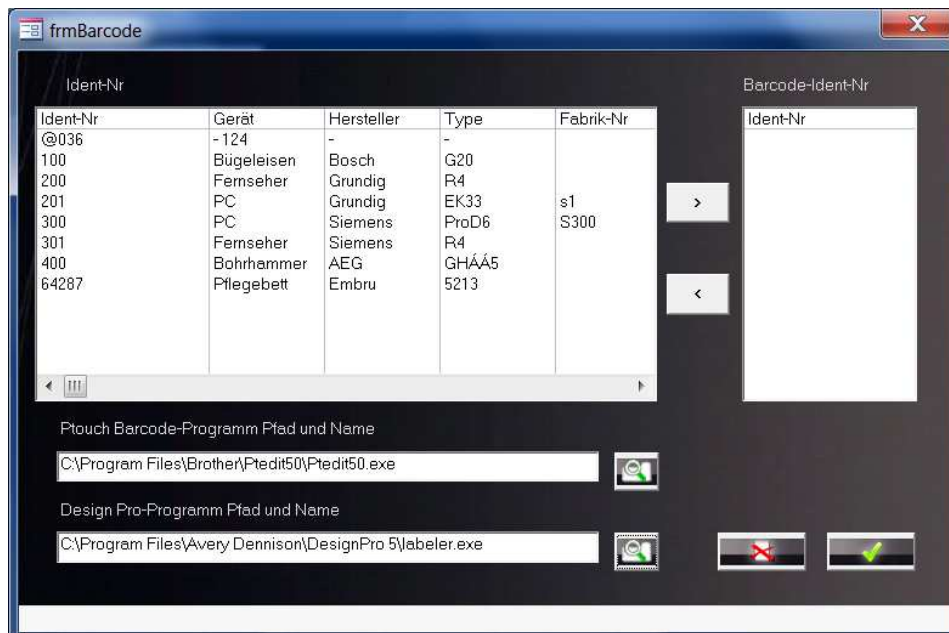 frmBarcode
Ident-Nr
Barcode-Ident-Nr
Ident-Nr Gerät Hersteller Type Fabrik-Nr
@036 - 124 - -
100 Bügeleisen Bosch G20
200 Fernseher Grundig R4
201 PC Grundig EK33 s1
300 PC Siemens ProD6 S300
301 Fernseher Siemens R4
400 Bohrhammer AEG GHÁÁ5
64287 Pflegebett Embru 5213
Ident-Nr
>
<
Ptouch Barcode-Programm Pfad und Name
C:\Program Files\Brother\Ptedit50\Ptedit50.exe
Design Pro-Programm Pfad und Name
C:\Program Files\Avery Dennison\DesignPro 5\labeler.exe